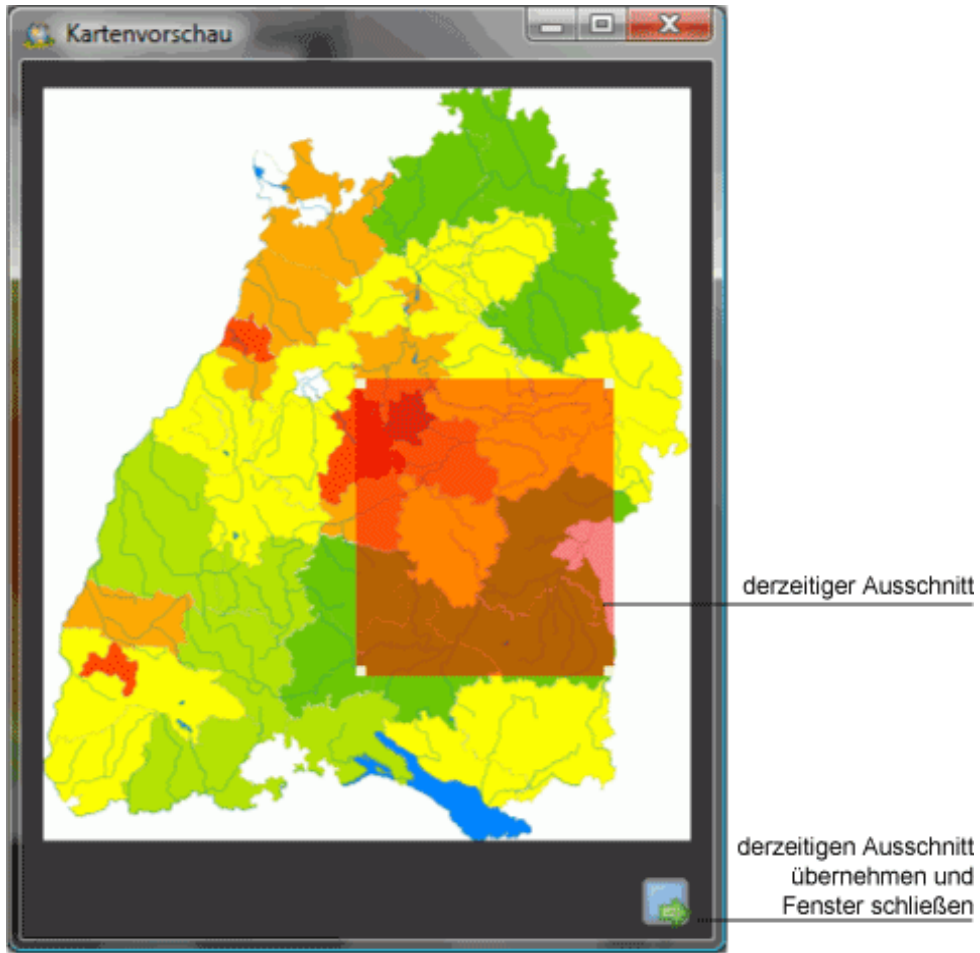 Kartenvorschau
derzeitiger Ausschnitt
derzeitigen Ausschnitt
übernehmen und
Fenster schließen